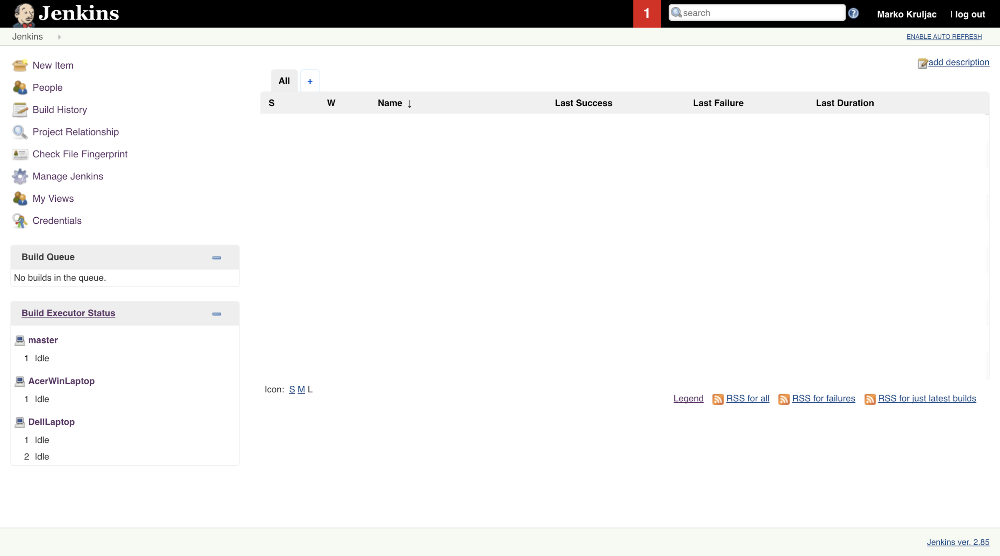 Jenkins
1
search
Marko Kruljac | log out
Jenkins
ENABLE AUTO REFRESH
New Item
People
Build History
Project Relationship
Check File Fingerprint
Manage Jenkins
My Views
Credentials
Build Queue
No builds in the queue.
Build Executor Status
master
1 Idle
AcerWinLaptop
1 Idle
DellLaptop
1 Idle
2 Idle
add description
All +
S W Name ↓ Last Success Last Failure Last Duration
Icon: S M L
Legend RSS for all RSS for failures RSS for just latest builds
Jenkins ver. 2.85